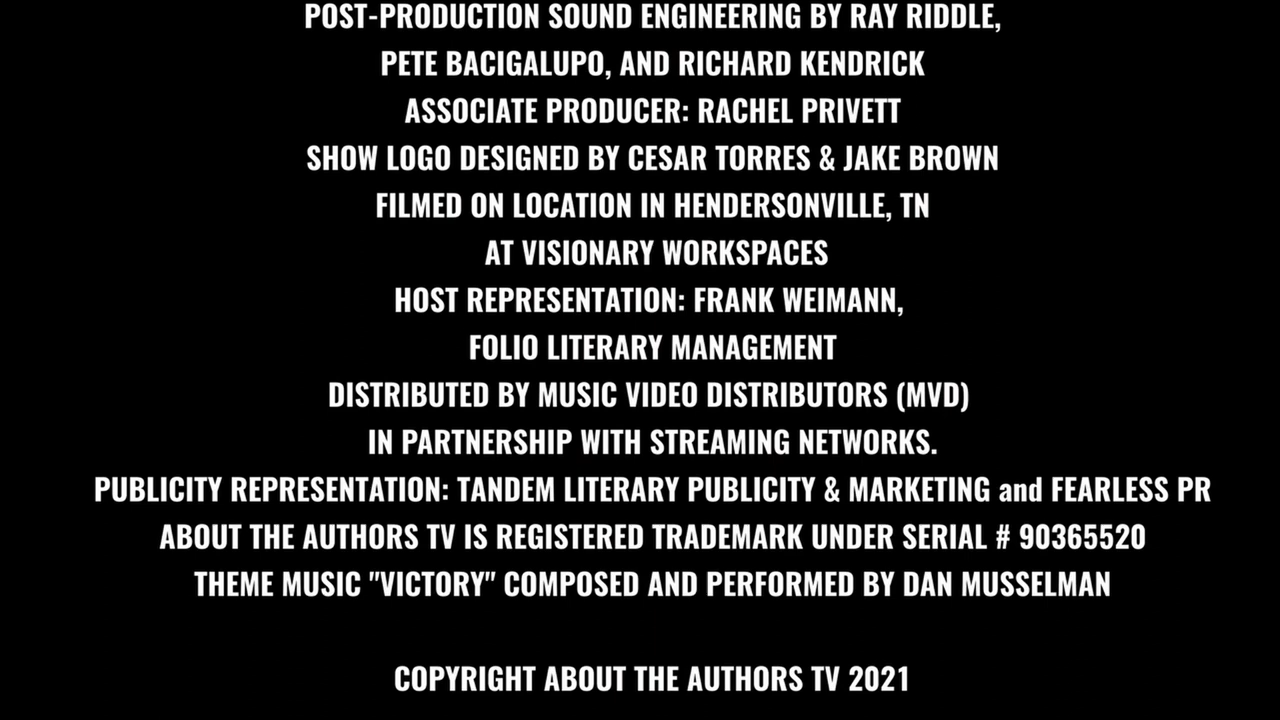 POST-PRODUCTION SOUND ENGINEERING BY RAY RIDDLE,
PETE BACIGALUPO, AND RICHARD KENDRICK
ASSOCIATE PRODUCER: RACHEL PRIVETT
SHOW LOGO DESIGNED BY CESAR TORRES & JAKE BROWN
FILMED ON LOCATION IN HENDERSONVILLE, TN
AT VISIONARY WORKSPACES
HOST REPRESENTATION: FRANK WEIMANN,
FOLIO LITERARY MANAGEMENT
DISTRIBUTED BY MUSIC VIDEO DISTRIBUTORS (MVD)
IN PARTNERSHIP WITH STREAMING NETWORKS.
PUBLICITY REPRESENTATION: TANDEM LITERARY PUBLICITY & MARKETING and FEARLESS PR
ABOUT THE AUTHORS TV IS REGISTERED TRADEMARK UNDER SERIAL # 90365520
THEME MUSIC "VICTORY" COMPOSED AND PERFORMED BY DAN MUSSELMAN
COPYRIGHT ABOUT THE AUTHORS TV 2021